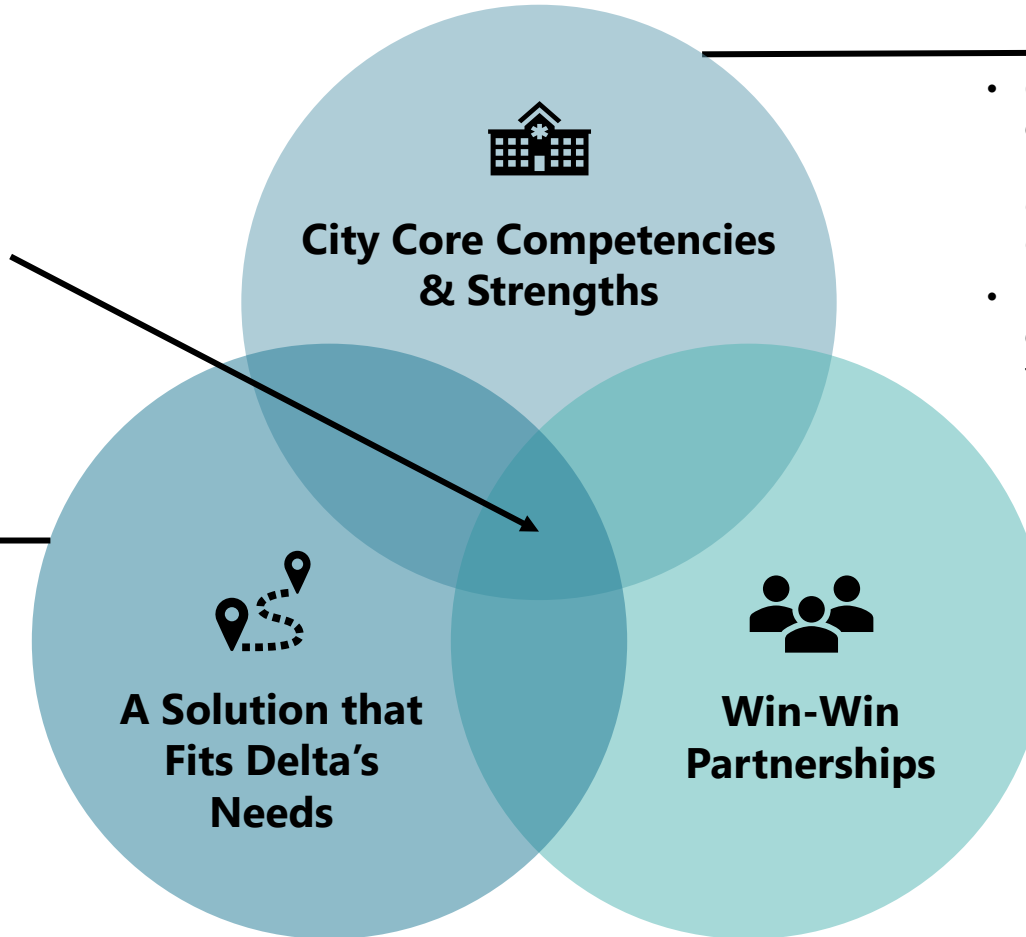 City Core Competencies
& Strengths
A Solution that
Fits Delta’s
Needs
Win-Win
Partnerships